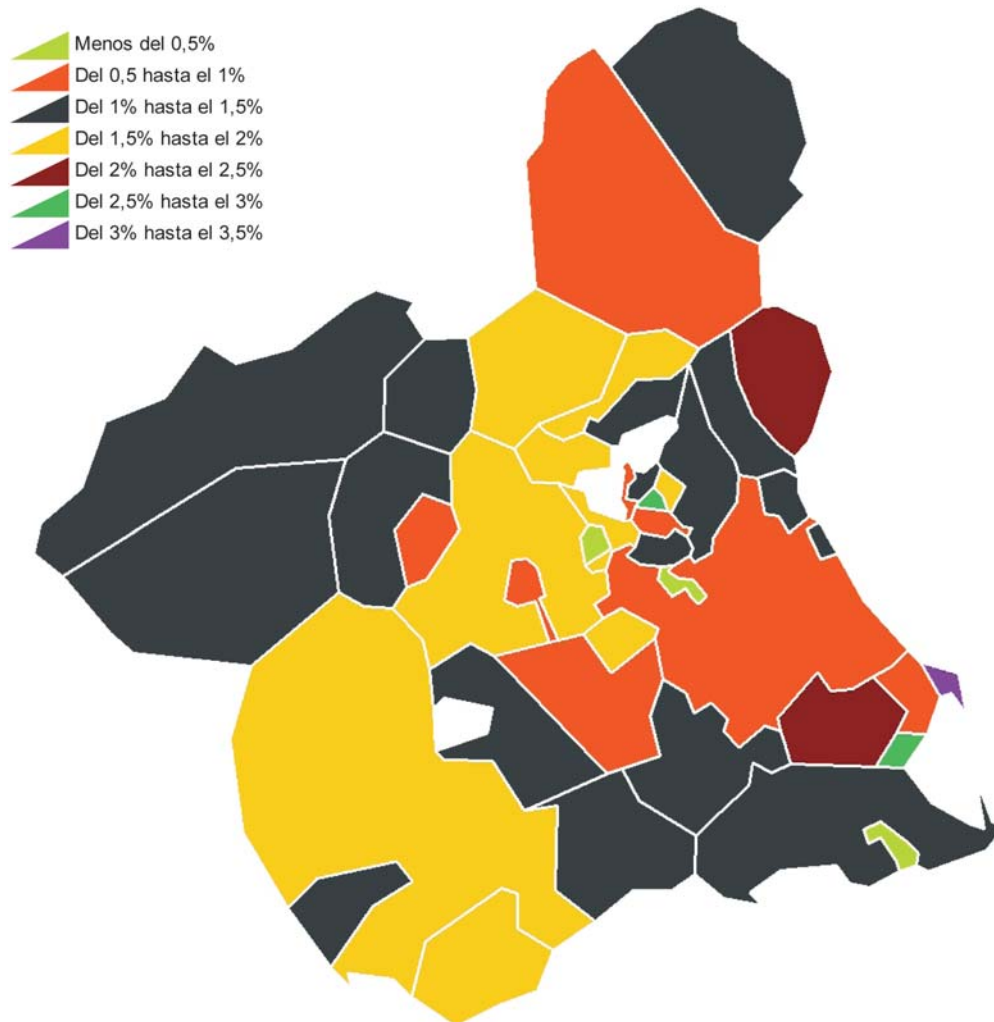 Menos del 0,5%
Del 0,5 hasta el 1%
Del 1% hasta el 1,5%
Del 1,5% hasta el 2%
Del 2% hasta el 2,5%
Del 2,5% hasta el 3%
Del 3% hasta el 3,5%